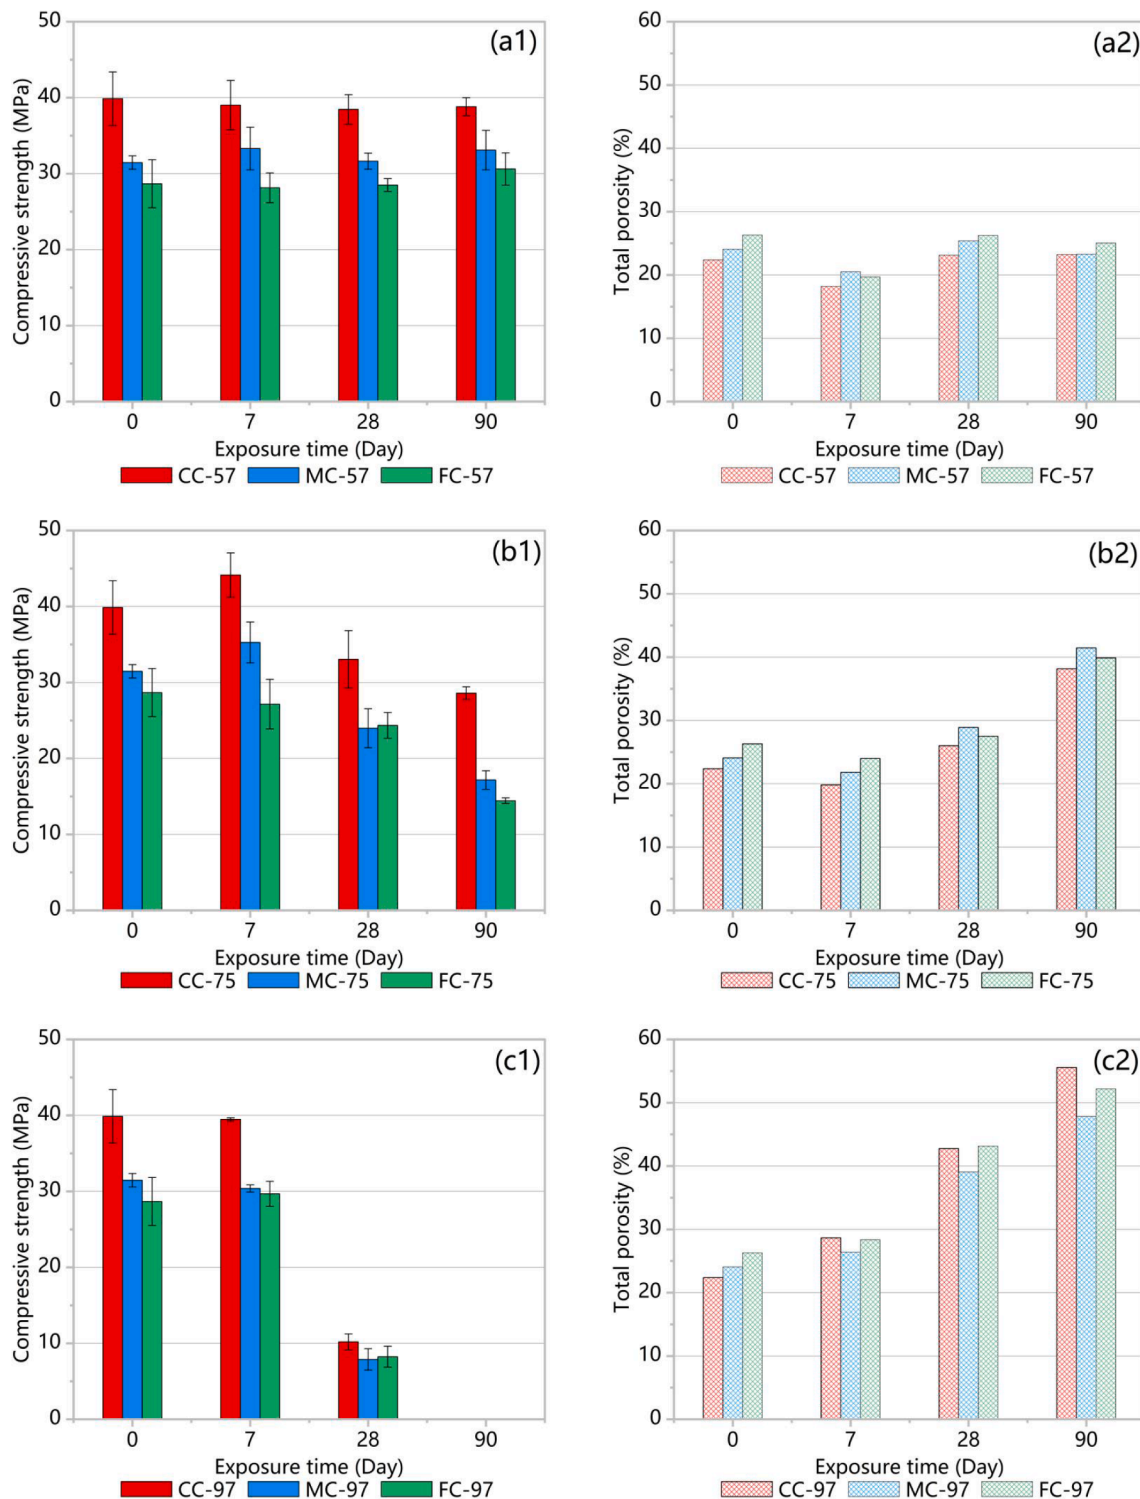 (a1)
Compressive strength (MPa)
50
40
30
20
10
0
0 7 28 90
Exposure time (Day)
CC-57 MC-57 FC-57
(a2)
Total porosity (%)
60
50
40
30
20
10
0
0 7 28 90
Exposure time (Day)
CC-57 MC-57 FC-57
(b1)
Compressive strength (MPa)
50
40
30
20
10
0
0 7 28 90
Exposure time (Day)
CC-75 MC-75 FC-75
(b2)
Total porosity (%)
60
50
40
30
20
10
0
0 7 28 90
Exposure time (Day)
CC-75 MC-75 FC-75
(c1)
Compressive strength (MPa)
50
40
30
20
10
0
0 7 28 90
Exposure time (Day)
CC-97 MC-97 FC-97
(c2)
Total porosity (%)
60
50
40
30
20
10
0
0 7 28 90
Exposure time (Day)
CC-97 MC-97 FC-97